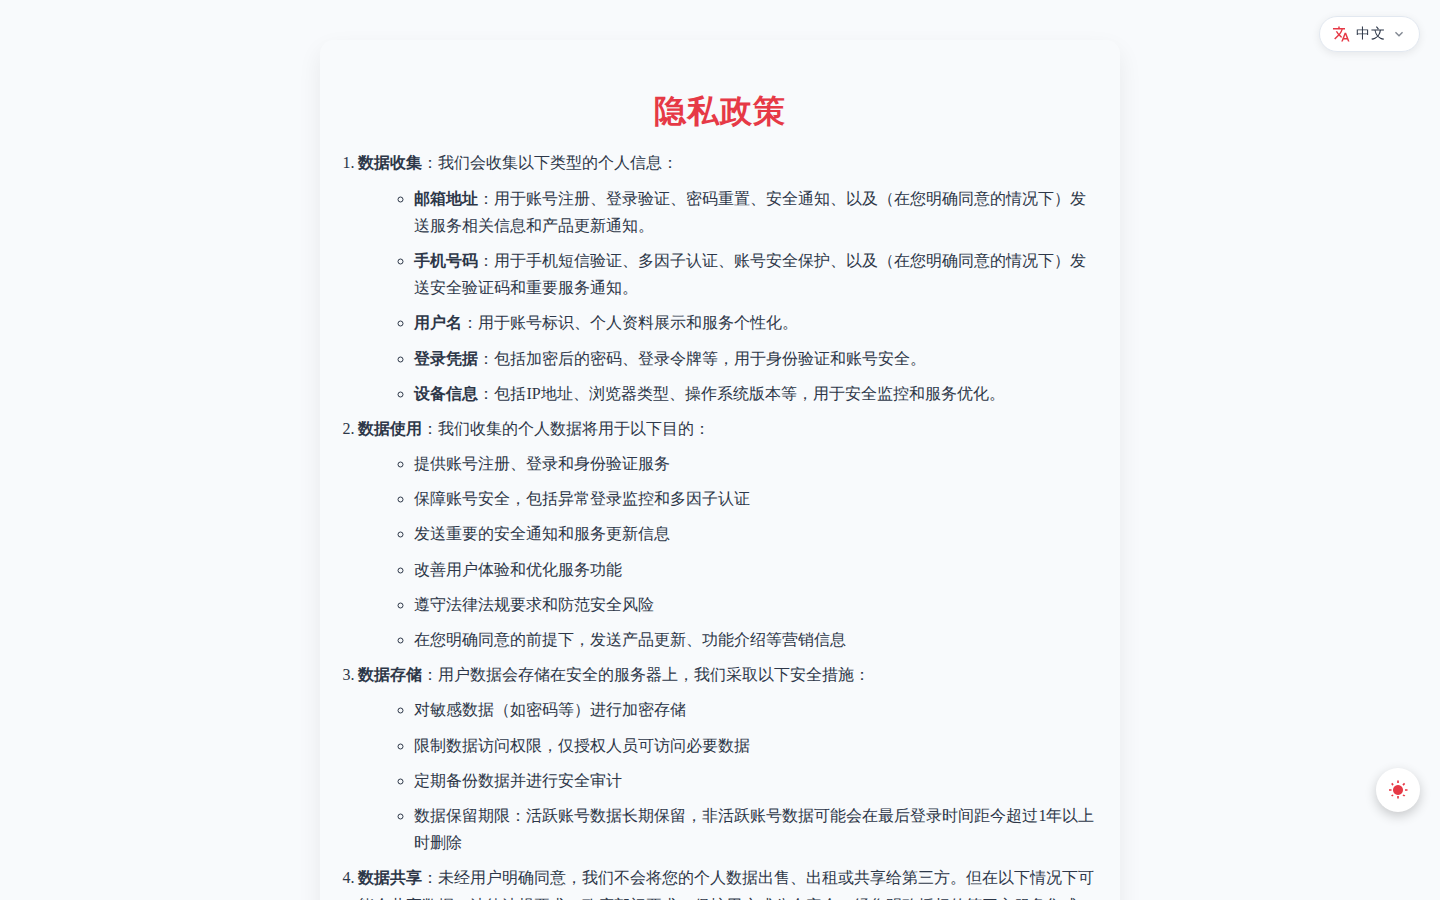 中文
隐私政策
1. 数据收集：我们会收集以下类型的个人信息：
邮箱地址：用于账号注册、登录验证、密码重置、安全通知、以及（在您明确同意的情况下）发
送服务相关信息和产品更新通知。
手机号码：用于手机短信验证、多因子认证、账号安全保护、以及（在您明确同意的情况下）发
送安全验证码和重要服务通知。
用户名：用于账号标识、个人资料展示和服务个性化。
登录凭据：包括加密后的密码、登录令牌等，用于身份验证和账号安全。
设备信息：包括IP地址、浏览器类型、操作系统版本等，用于安全监控和服务优化。
2. 数据使用：我们收集的个人数据将用于以下目的：
提供账号注册、登录和身份验证服务
保障账号安全，包括异常登录监控和多因子认证
发送重要的安全通知和服务更新信息
改善用户体验和优化服务功能
遵守法律法规要求和防范安全风险
在您明确同意的前提下，发送产品更新、功能介绍等营销信息
3. 数据存储：用户数据会存储在安全的服务器上，我们采取以下安全措施：
对敏感数据（如密码等）进行加密存储
限制数据访问权限，仅授权人员可访问必要数据
定期备份数据并进行安全审计
数据保留期限：活跃账号数据长期保留，非活跃账号数据可能会在最后登录时间距今超过1年以上
时删除
4. 数据共享：未经用户明确同意，我们不会将您的个人数据出售、出租或共享给第三方。但在以下情况下可